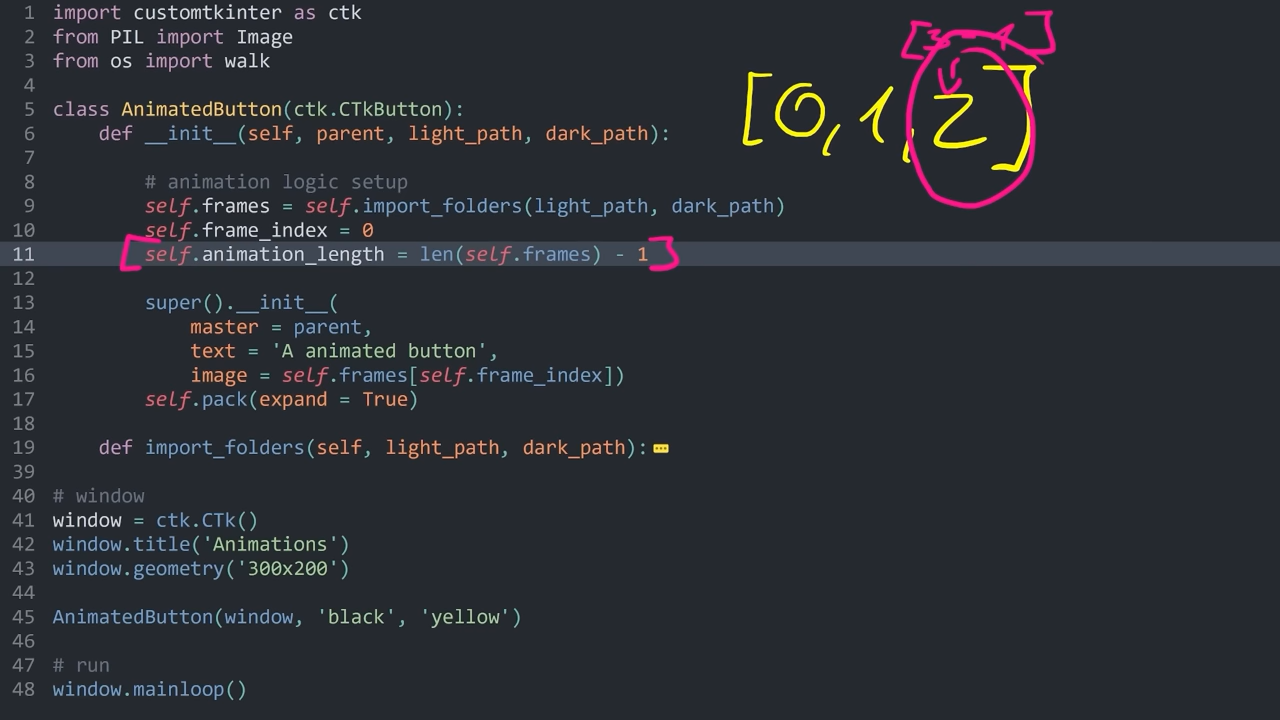 1 import customtkinter as ctk
2 from PIL import Image
3 from os import walk
4
5 class AnimatedButton(ctk.CTkButton):
6     def __init__(self, parent, light_path, dark_path):
7
8         # animation logic setup
9         self.frames = self.import_folders(light_path, dark_path)
10         self.frame_index = 0
11         self.animation_length = len(self.frames) - 1
12
13         super().__init__(
14             master = parent,
15             text = 'A animated button',
16             image = self.frames[self.frame_index])
17         self.pack(expand = True)
18
19     def import_folders(self, light_path, dark_path):
39
40 # window
41 window = ctk.CTk()
42 window.title('Animations')
43 window.geometry('300x200')
44
45 AnimatedButton(window, 'black', 'yellow')
46
47 # run
48 window.mainloop()
[3 - 1]
[0, 1, 2]